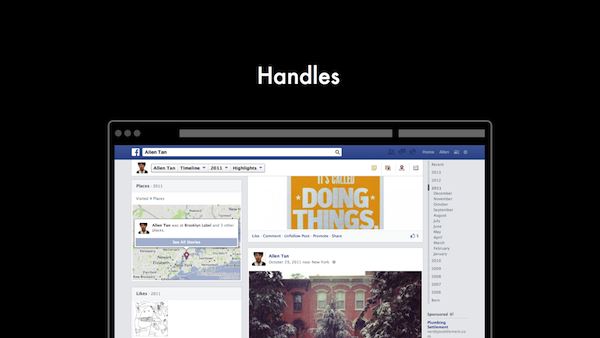 Handles
f
Allen Tan
Home
Allen
Allen Tan
Timeline
2011
Highlights
Places · 2011
Visited 4 Places
Allen Tan was at Brooklyn Label and 3 other places.
See All Stories
Likes · 2011
IT'S CALLED
DOING
THINGS.
Like · Comment · Unfollow Post · Promote · Share
5
Allen Tan
October 29, 2011 near New York
Recent
2013
2012
2011
December
November
October
September
August
July
June
May
April
March
February
January
2010
2009
2008
2007
2006
Born
Sponsored
Plumbing
Settlement